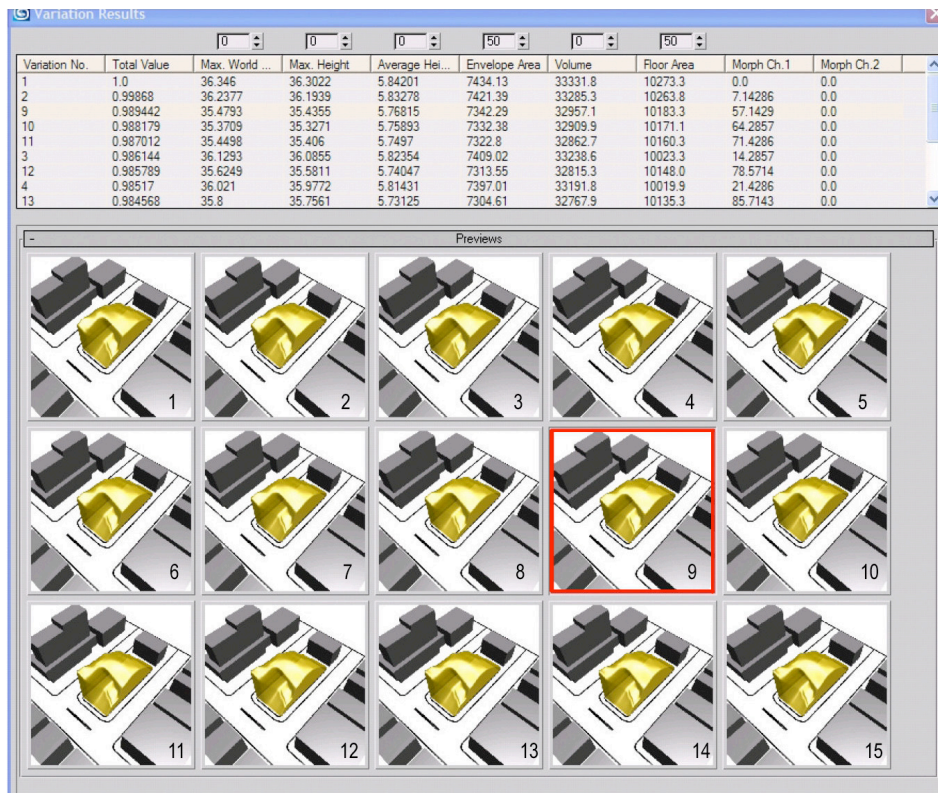 Variation Results
0 0 0 50 0 50
Variation No. Total Value Max. World ... Max. Height Average Hei... Envelope Area Volume Floor Area Morph Ch.1 Morph Ch.2
1 1.0 36.346 36.3022 5.84201 7434.13 33331.8 10273.3 0.0 0.0
2 0.99868 36.2377 36.1939 5.83278 7421.39 33285.3 10263.8 7.14286 0.0
9 0.989442 35.4793 35.4355 5.76815 7342.29 32957.1 10183.3 57.1429 0.0
10 0.988179 35.3709 35.3271 5.75893 7332.38 32909.9 10171.1 64.2857 0.0
11 0.987012 35.4498 35.406 5.7497 7322.8 32862.7 10160.3 71.4286 0.0
3 0.986144 36.1293 36.0855 5.82354 7409.02 33238.6 10023.3 14.2857 0.0
12 0.985789 35.6249 35.5811 5.74047 7313.55 32815.3 10148.0 78.5714 0.0
4 0.98517 36.021 35.9772 5.81431 7397.01 33191.8 10019.9 21.4286 0.0
13 0.984568 35.8 35.7561 5.73125 7304.61 32767.9 10135.3 85.7143 0.0
- Previews
1 2 3 4 5
6 7 8 9 10
11 12 13 14 15